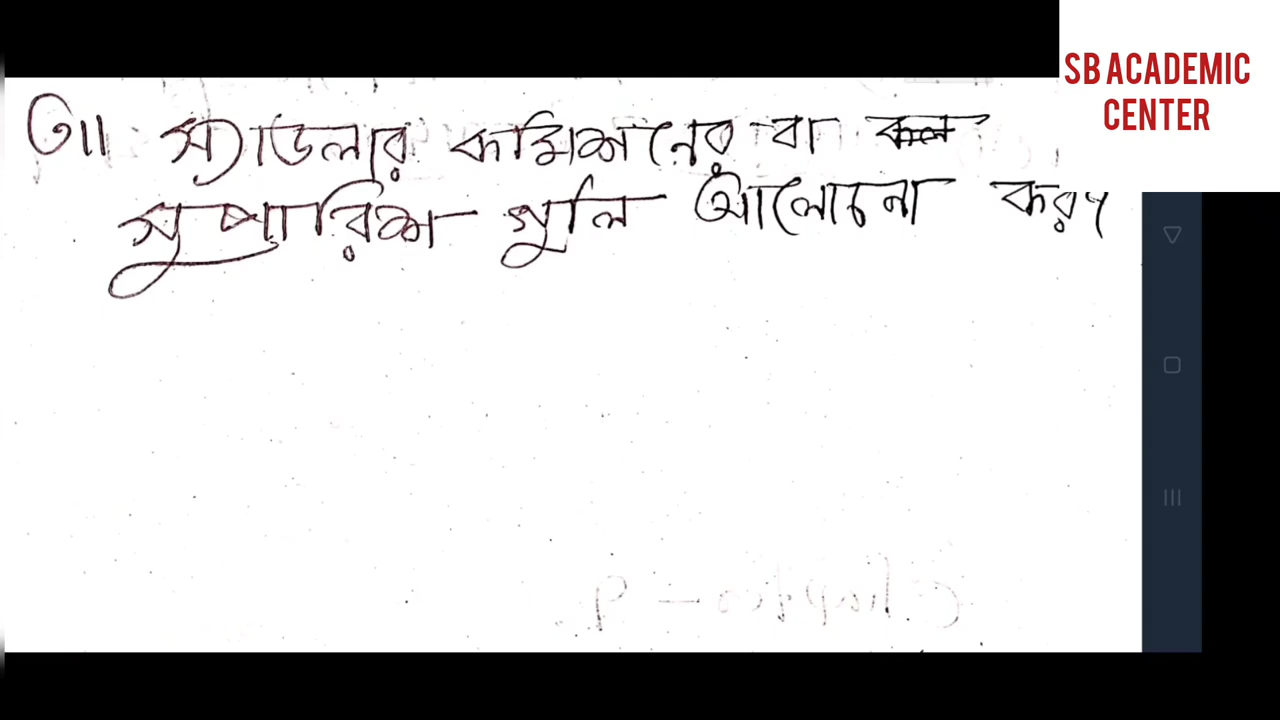 SB ACADEMIC
CENTER
৩॥ স্যাডলার কমিশনের বা
সুপারিশ গুলি আলোচনা কর।